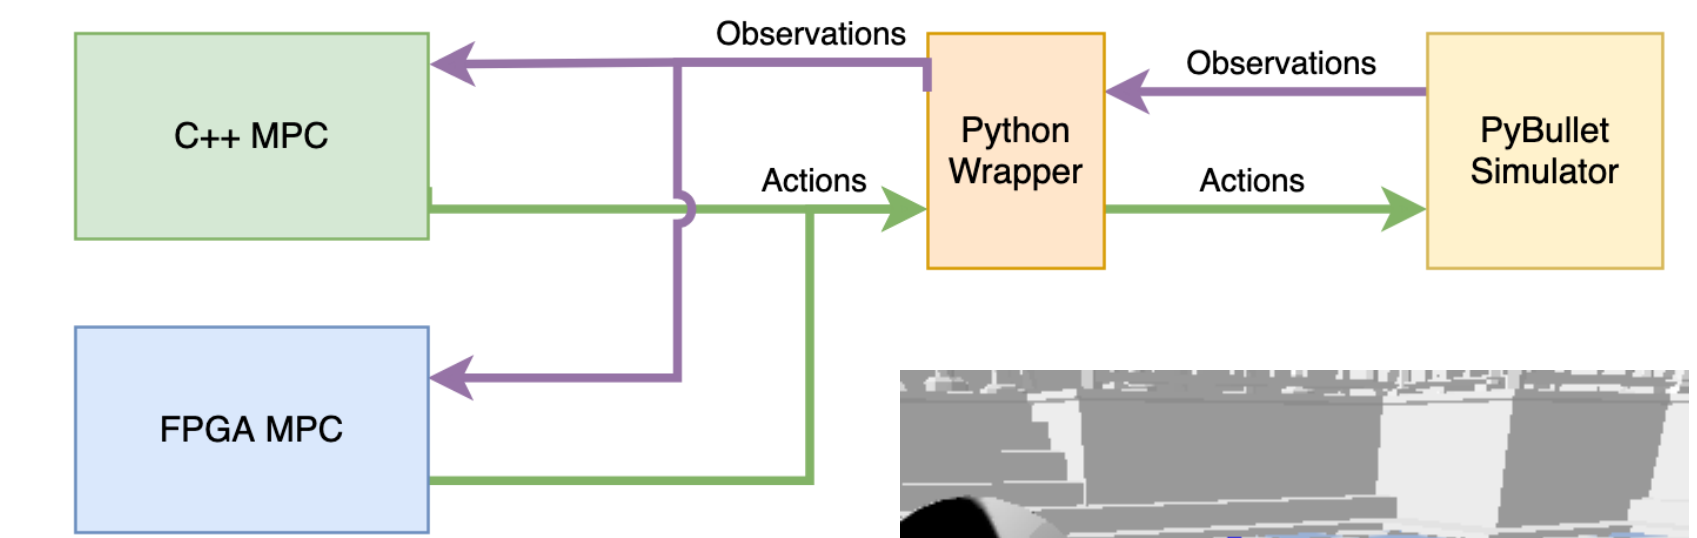 Observations
Observations
C++ MPC
Python
Wrapper
PyBullet
Simulator
Actions
Actions
FPGA MPC